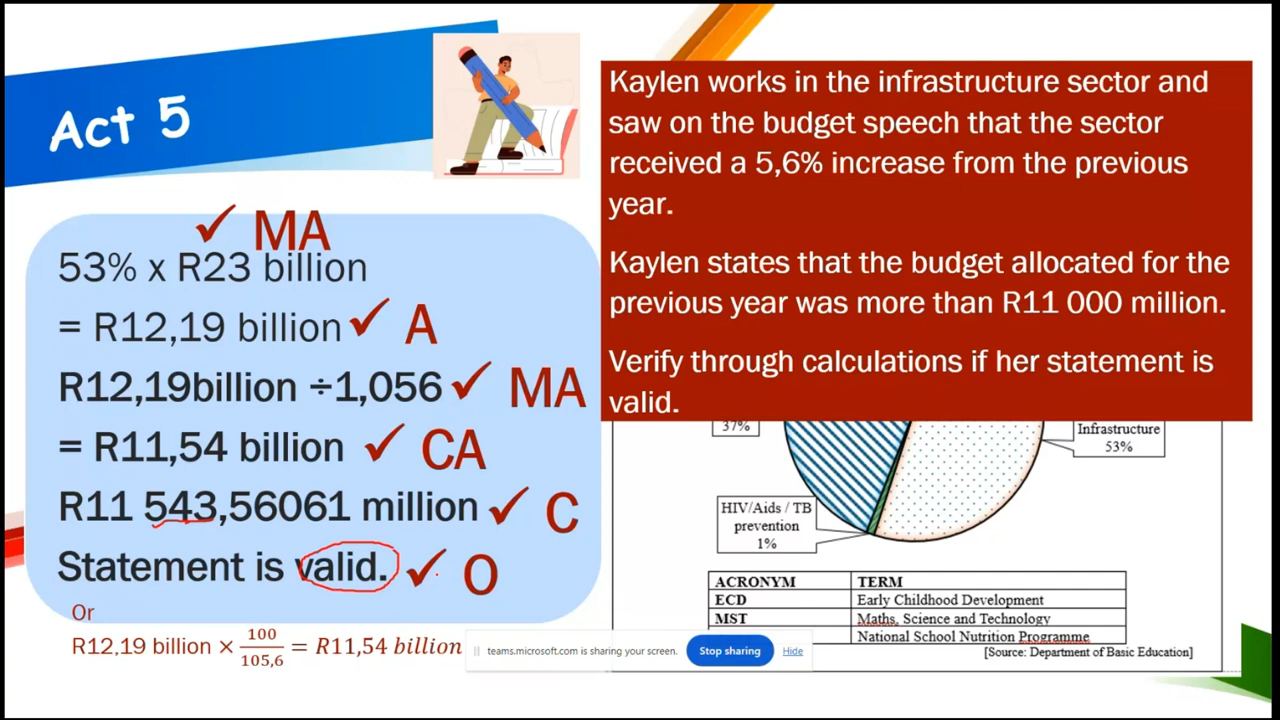 Act 5
Kaylen works in the infrastructure sector and
saw on the budget speech that the sector
received a 5,6% increase from the previous
year.
Kaylen states that the budget allocated for the
previous year was more than R11 000 million.
Verify through calculations if her statement is
valid.
✓ MA
53% x R23 billion
= R12,19 billion ✓ A
R12,19billion ÷1,056 ✓ MA
= R11,54 billion ✓ CA
R11 543,56061 million ✓ C
Statement is valid. ✓ O
Or
R12,19 billion × 100/105,6 = R11,54 billion
37%
Infrastructure
53%
HIV/Aids / TB
prevention
1%
ACRONYM TERM
ECD Early Childhood Development
MST Maths, Science and Technology
National School Nutrition Programme
[Source: Department of Basic Education]
teams.microsoft.com is sharing your screen. Stop sharing Hide